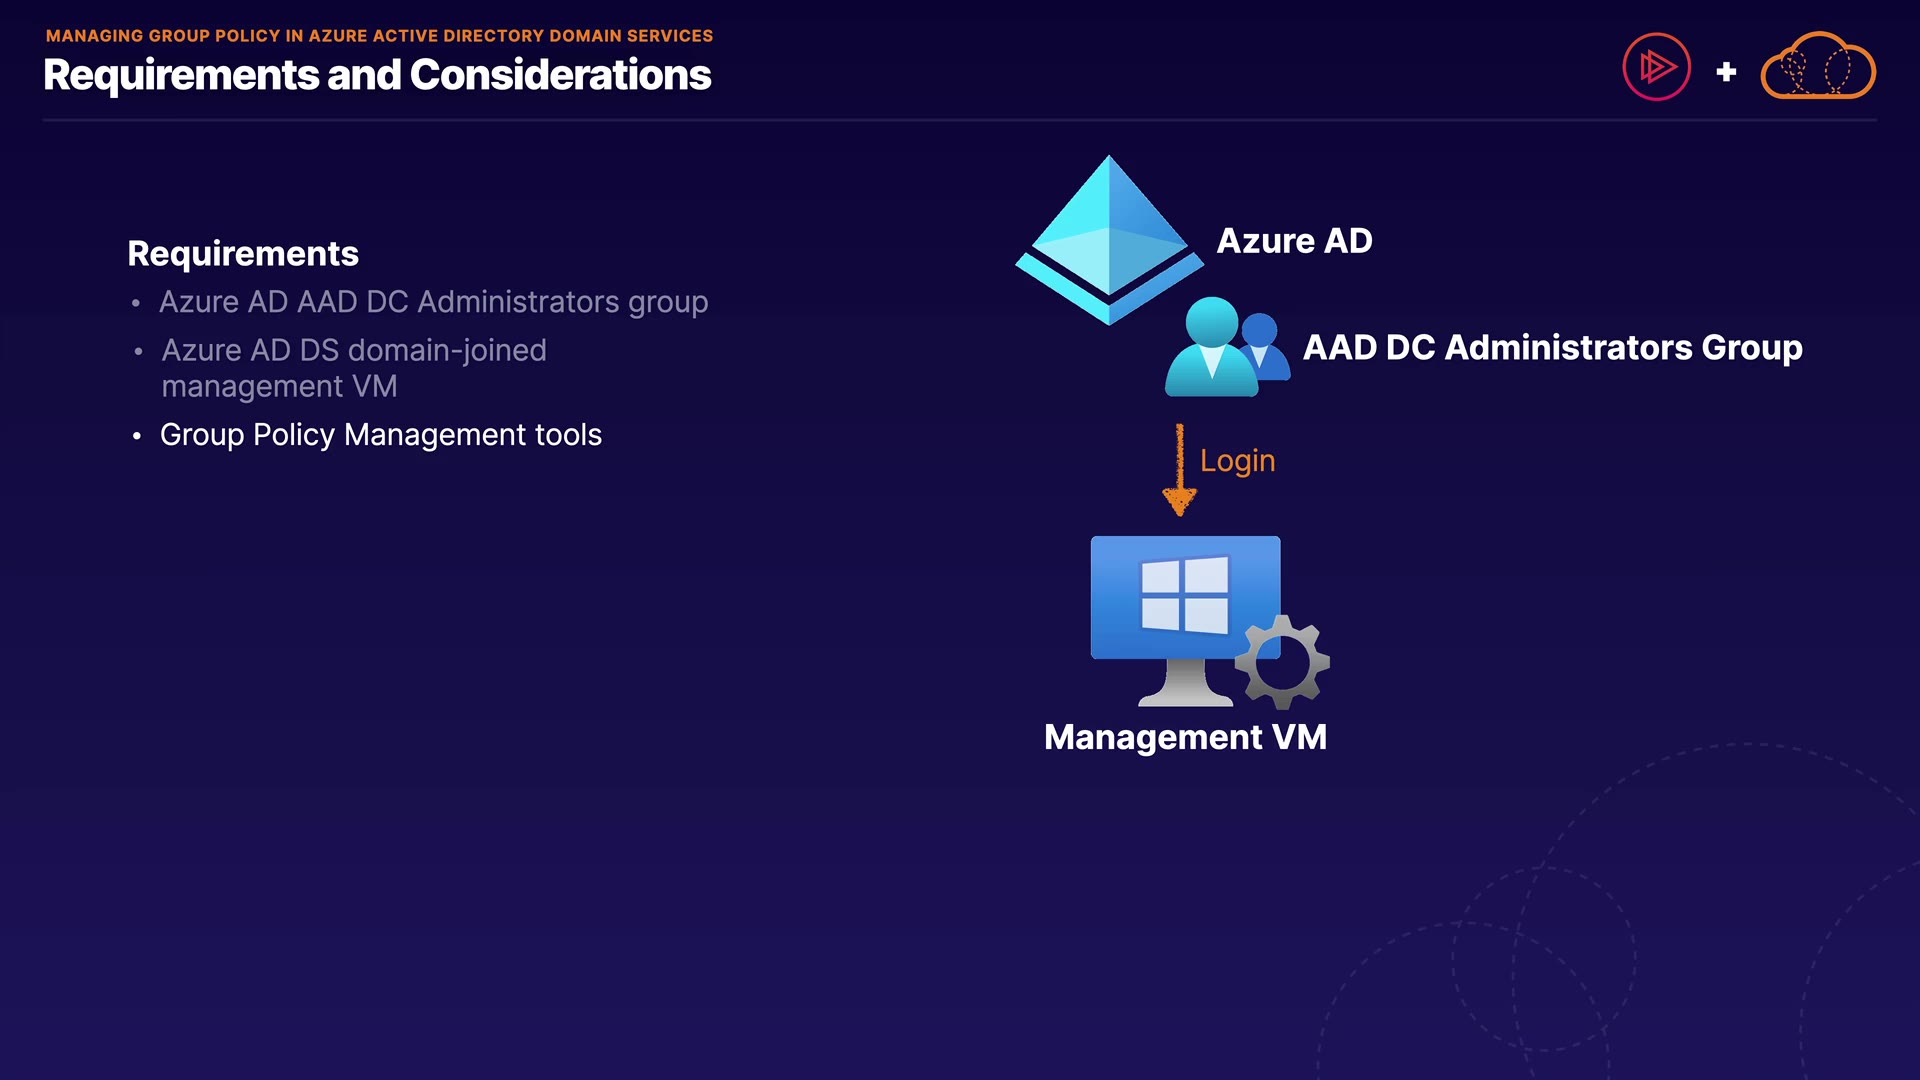 MANAGING GROUP POLICY IN AZURE ACTIVE DIRECTORY DOMAIN SERVICES
Requirements and Considerations
+
Requirements
• Azure AD AAD DC Administrators group
• Azure AD DS domain-joined
management VM
• Group Policy Management tools
Azure AD
AAD DC Administrators Group
Login
Management VM